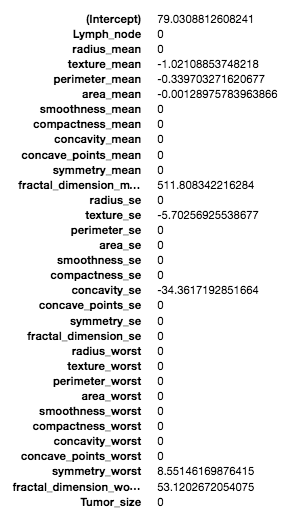 (Intercept) 79.0308812608241
Lymph_node 0
radius_mean 0
texture_mean -1.02108853748218
perimeter_mean -0.339703271620677
area_mean -0.00128975783963866
smoothness_mean 0
compactness_mean 0
concavity_mean 0
concave_points_mean 0
symmetry_mean 0
fractal_dimension_m... 511.808342216284
radius_se 0
texture_se -5.70256925538677
perimeter_se 0
area_se 0
smoothness_se 0
compactness_se 0
concavity_se -34.3617192851664
concave_points_se 0
symmetry_se 0
fractal_dimension_se 0
radius_worst 0
texture_worst 0
perimeter_worst 0
area_worst 0
smoothness_worst 0
compactness_worst 0
concavity_worst 0
concave_points_worst 0
symmetry_worst 8.55146169876415
fractal_dimension_wo... 53.1202672054075
Tumor_size 0